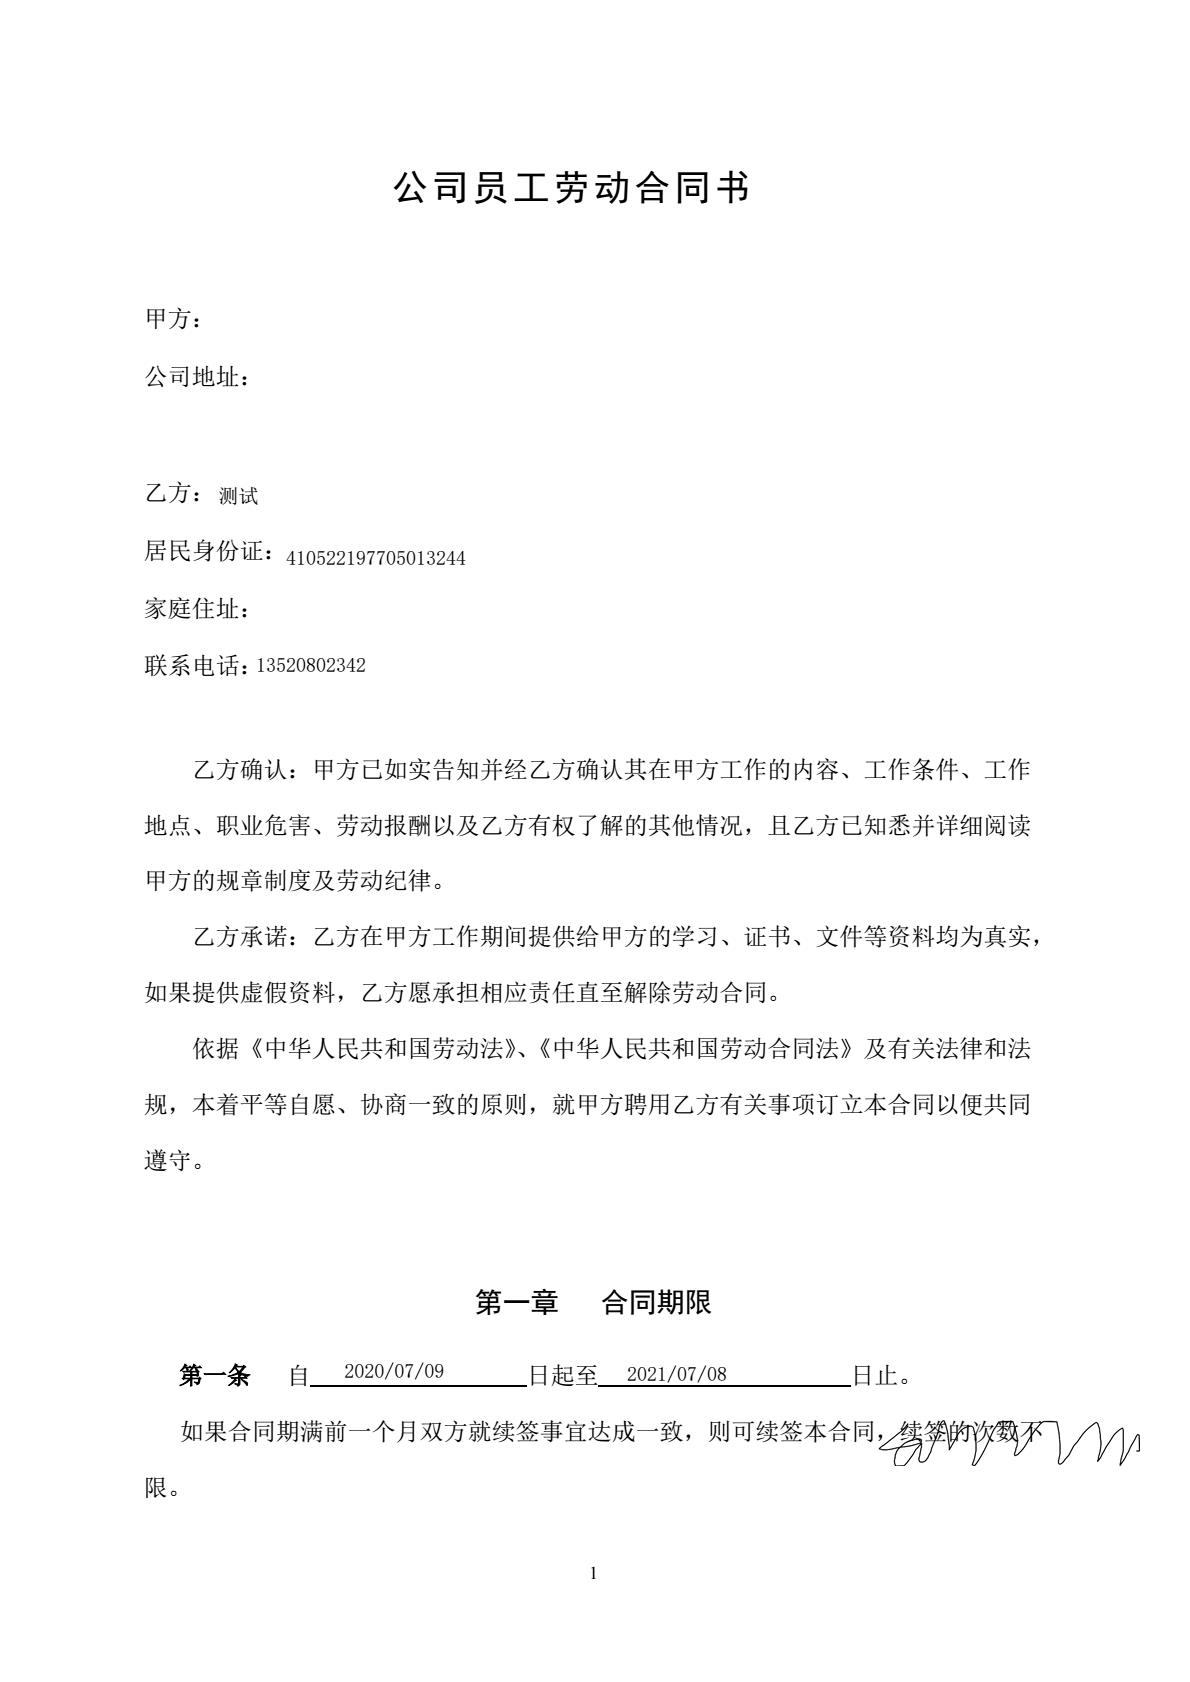 公司员工劳动合同书
甲方：
公司地址：
乙方：测试
居民身份证：410522197705013244
家庭住址：
联系电话：13520802342
乙方确认：甲方已如实告知并经乙方确认其在甲方工作的内容、工作条件、工作
地点、职业危害、劳动报酬以及乙方有权了解的其他情况，且乙方已知悉并详细阅读
甲方的规章制度及劳动纪律。
乙方承诺：乙方在甲方工作期间提供给甲方的学习、证书、文件等资料均为真实，
如果提供虚假资料，乙方愿承担相应责任直至解除劳动合同。
依据《中华人民共和国劳动法》、《中华人民共和国劳动合同法》及有关法律和法
规，本着平等自愿、协商一致的原则，就甲方聘用乙方有关事项订立本合同以便共同
遵守。
第一章 合同期限
第一条 自 2020/07/09 日起至 2021/07/08 日止。
如果合同期满前一个月双方就续签事宜达成一致，则可续签本合同，续签的次数不
限。
1